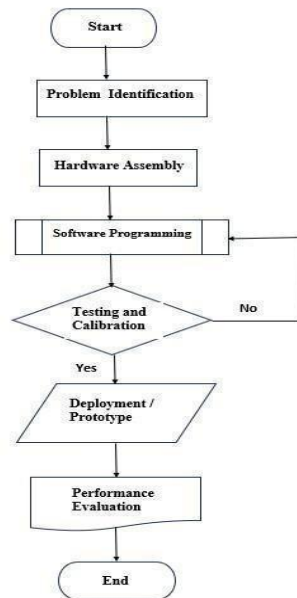 Start
Problem Identification
Hardware Assembly
Software Programming
Testing and
Calibration
No
Yes
Deployment /
Prototype
Performance
Evaluation
End